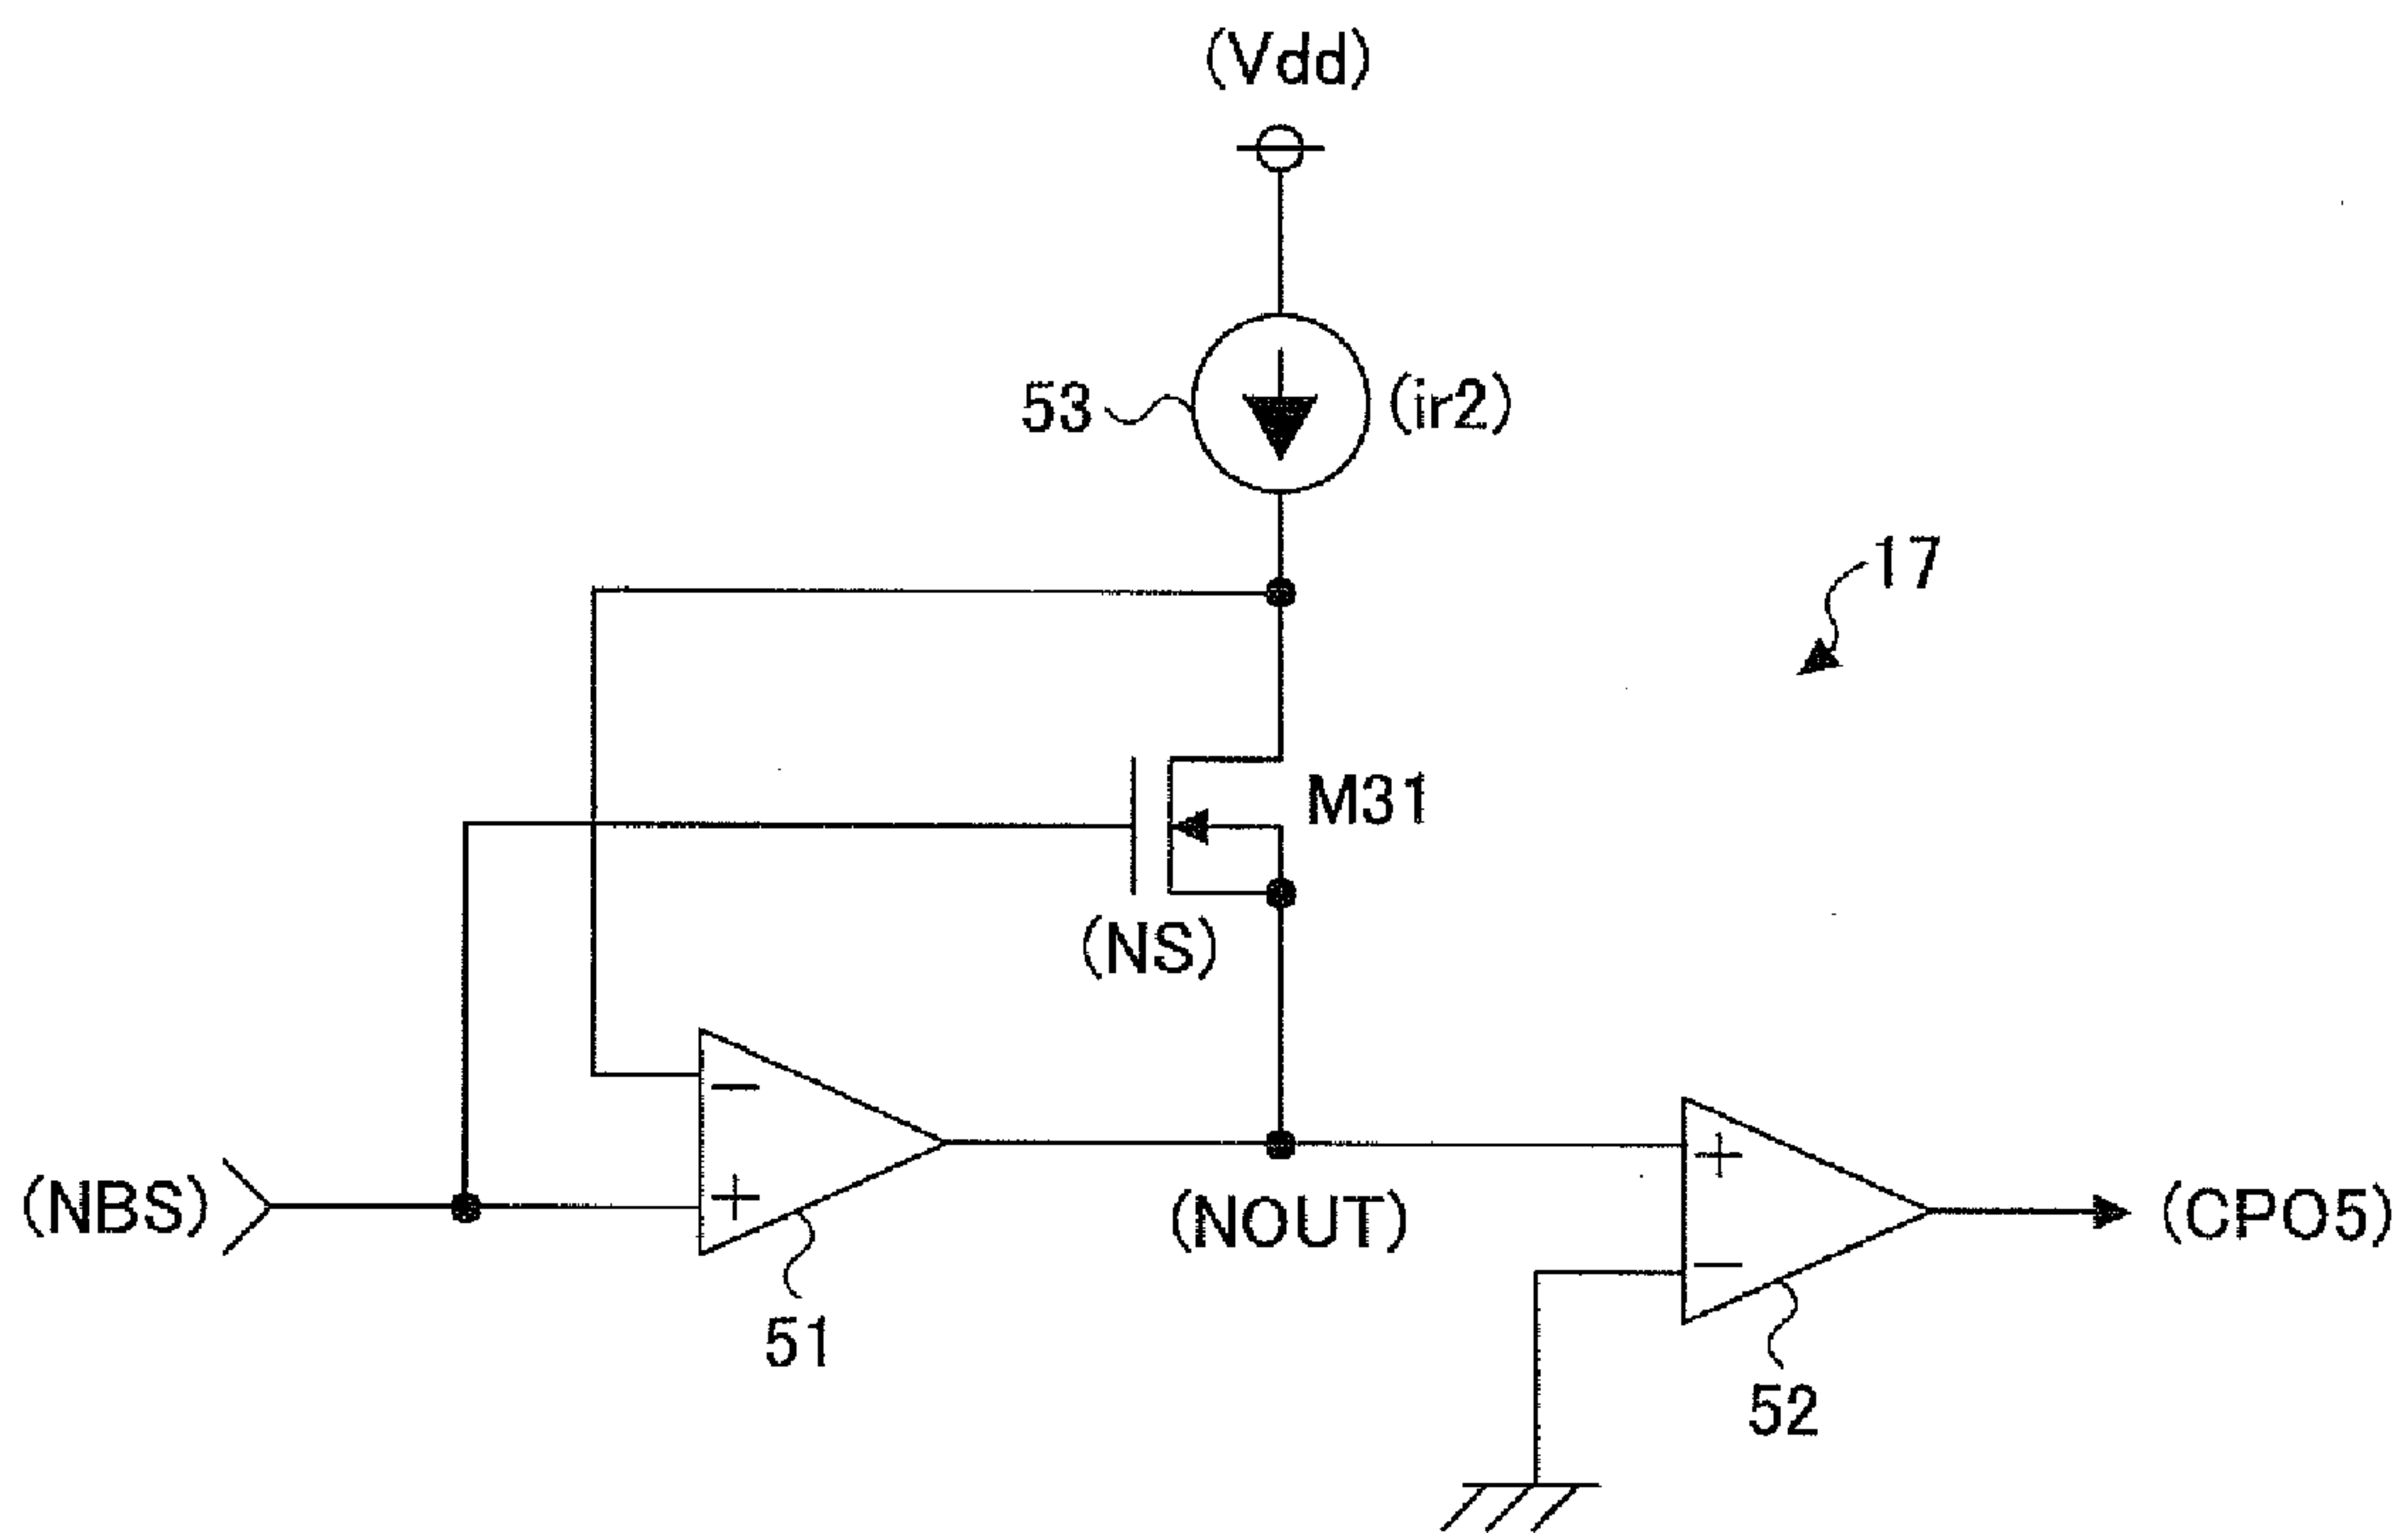 (Vdd)
53
(ir2)
17
M31
(NS)
−
+
(NBS)
(NOUT)
+
−
(CPO5)
51
52